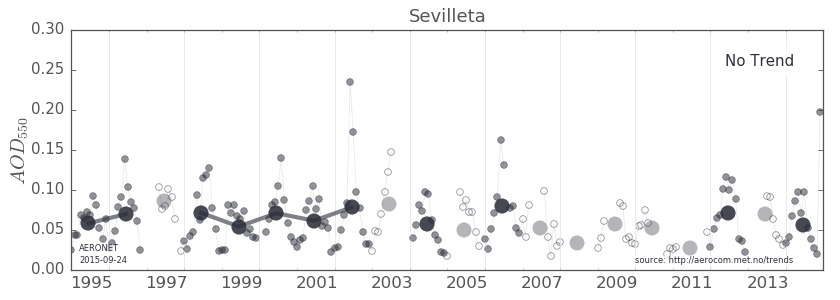 Sevilleta
0.30
0.25
0.20
0.15
0.10
0.05
0.00
AOD550
No Trend
AERONET
2015-09-24
source: http://aerocom.met.no/trends
1995 1997 1999 2001 2003 2005 2007 2009 2011 2013